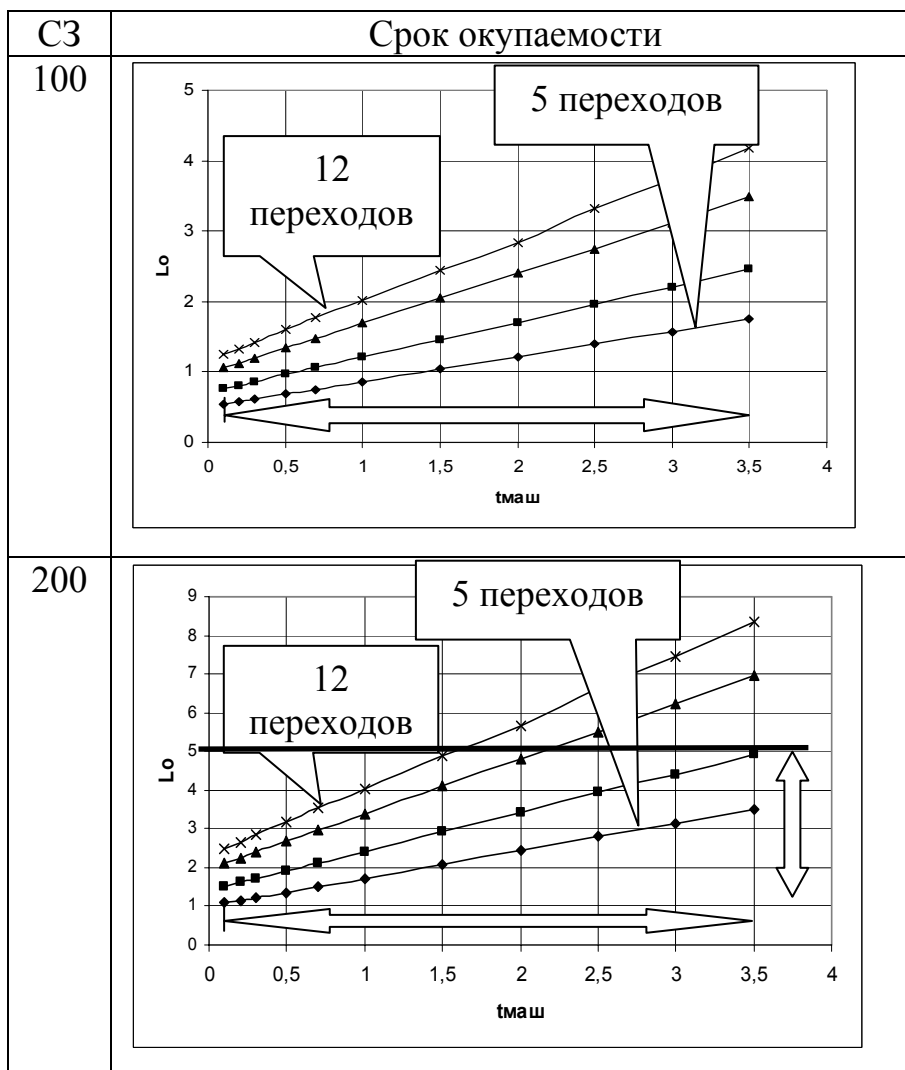 СЗ
Срок окупаемости
100
5 переходов
12
переходов
5
4
3
2
1
0
Lo
0 0,5 1 1,5 2 2,5 3 3,5 4
tмаш
200
5 переходов
12
переходов
9
8
7
6
5
4
3
2
1
0
Lo
0 0,5 1 1,5 2 2,5 3 3,5 4
tмаш